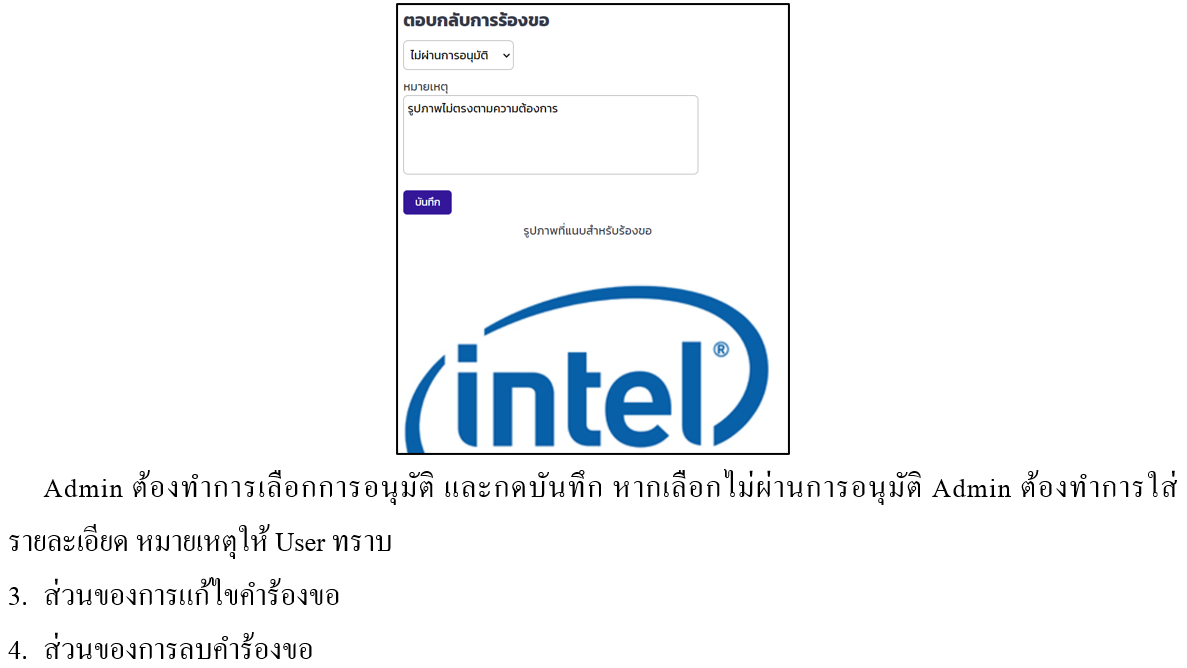 ตอบกลับการร้องขอ
ไม่ผ่านการอนุมัติ
หมายเหตุ
รูปภาพไม่ตรงตามความต้องการ
บันทึก
รูปภาพที่แนบสำหรับร้องขอ
intel®
Admin ต้องทำการเลือกการอนุมัติ และกดบันทึก หากเลือกไม่ผ่านการอนุมัติ Admin ต้องทำการใส่
รายละเอียด หมายเหตุให้ User ทราบ
3. ส่วนของการแก้ไขคำร้องขอ
4. ส่วนของการลบคำร้องขอ